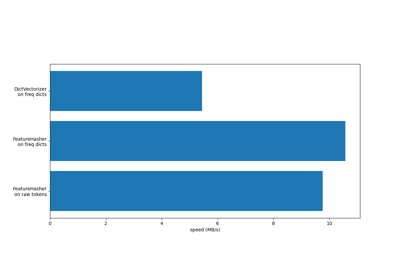 DictVectorizer
on freq dicts
FeatureHasher
on freq dicts
FeatureHasher
on raw tokens
0 2 4 6 8 10
speed (MB/s)